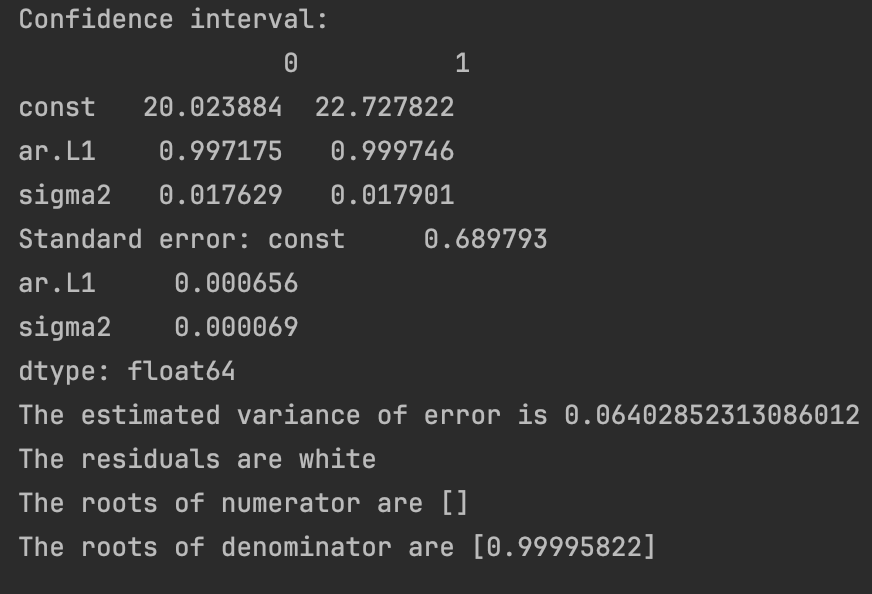 Confidence interval:
0 1
const 20.023884 22.727822
ar.L1 0.997175 0.999746
sigma2 0.017629 0.017901
Standard error: const 0.689793
ar.L1 0.000656
sigma2 0.000069
dtype: float64
The estimated variance of error is 0.06402852313086012
The residuals are white
The roots of numerator are []
The roots of denominator are [0.99995822]